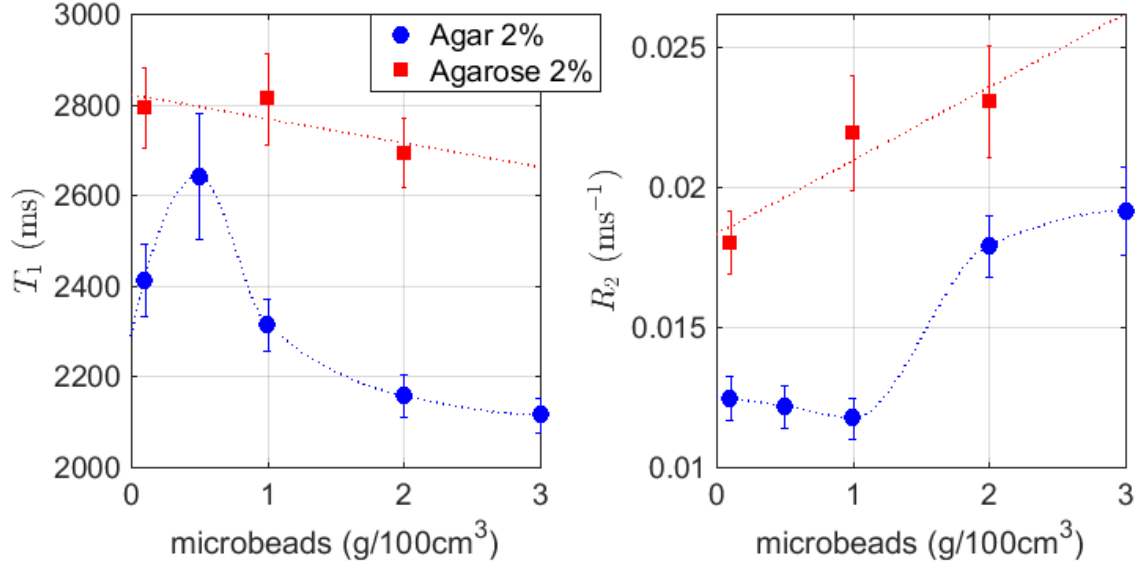 3000
2800
2600
2400
2200
2000
T₁ (ms)
0 1 2 3
microbeads (g/100cm³)
Agar 2%
Agarose 2%
0.025
0.02
0.015
0.01
R₂ (ms⁻¹)
0 1 2 3
microbeads (g/100cm³)